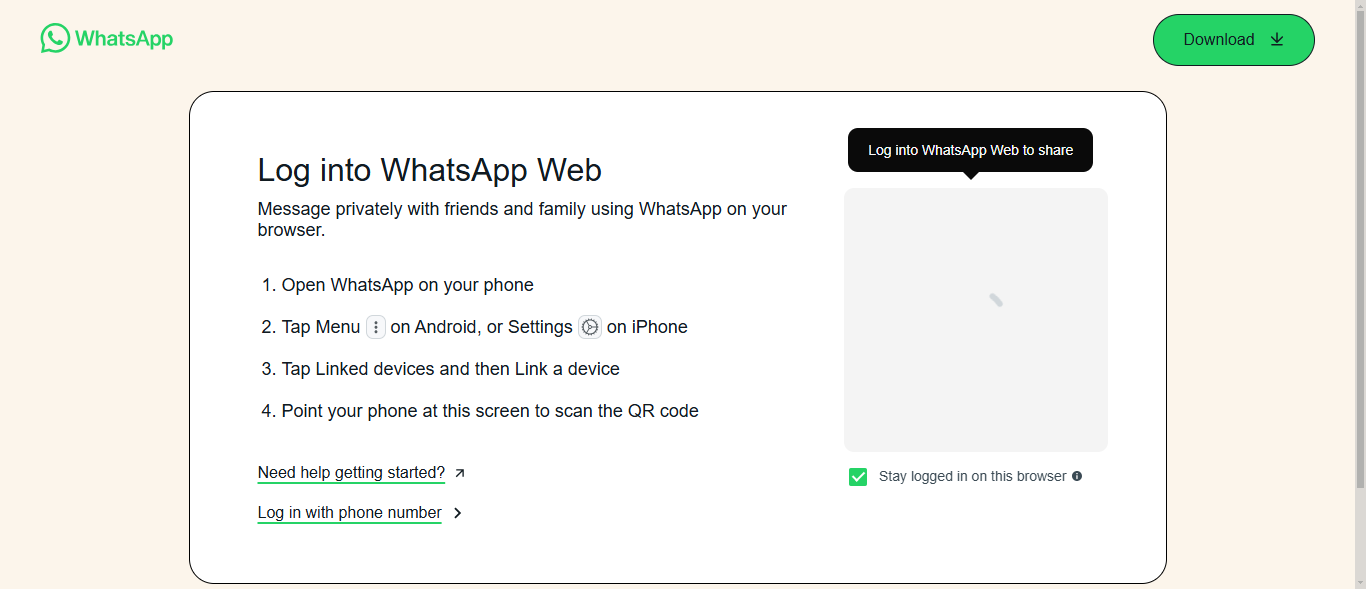 WhatsApp
Download
Log into WhatsApp Web to share
Log into WhatsApp Web
Message privately with friends and family using WhatsApp on your
browser.
1. Open WhatsApp on your phone
2. Tap Menu on Android, or Settings on iPhone
3. Tap Linked devices and then Link a device
4. Point your phone at this screen to scan the QR code
Need help getting started?
Log in with phone number
Stay logged in on this browser